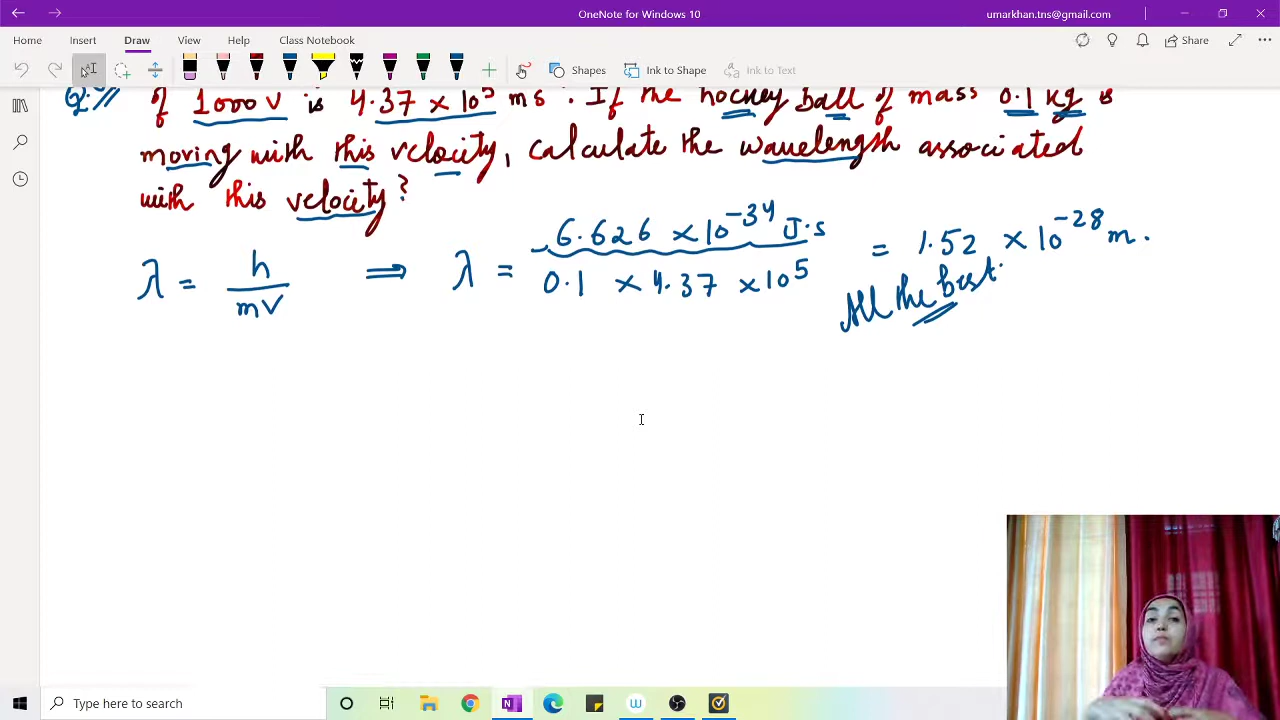 OneNote for Windows 10
umarkhan.tns@gmail.com
Home Insert Draw View Help Class Notebook
Share
Shapes Ink to Shape Ink to Text
of 1000 V is 4.37 × 10⁵ ms⁻¹. If the hockey ball of mass 0.1 kg is
moving with this velocity, calculate the wavelength associated
with this velocity?
λ = h/mv ⟹ λ = 6.626 × 10⁻³⁴ J.s / 0.1 × 4.37 × 10⁵ = 1.52 × 10⁻²⁸ m.
All the best.
Type here to search